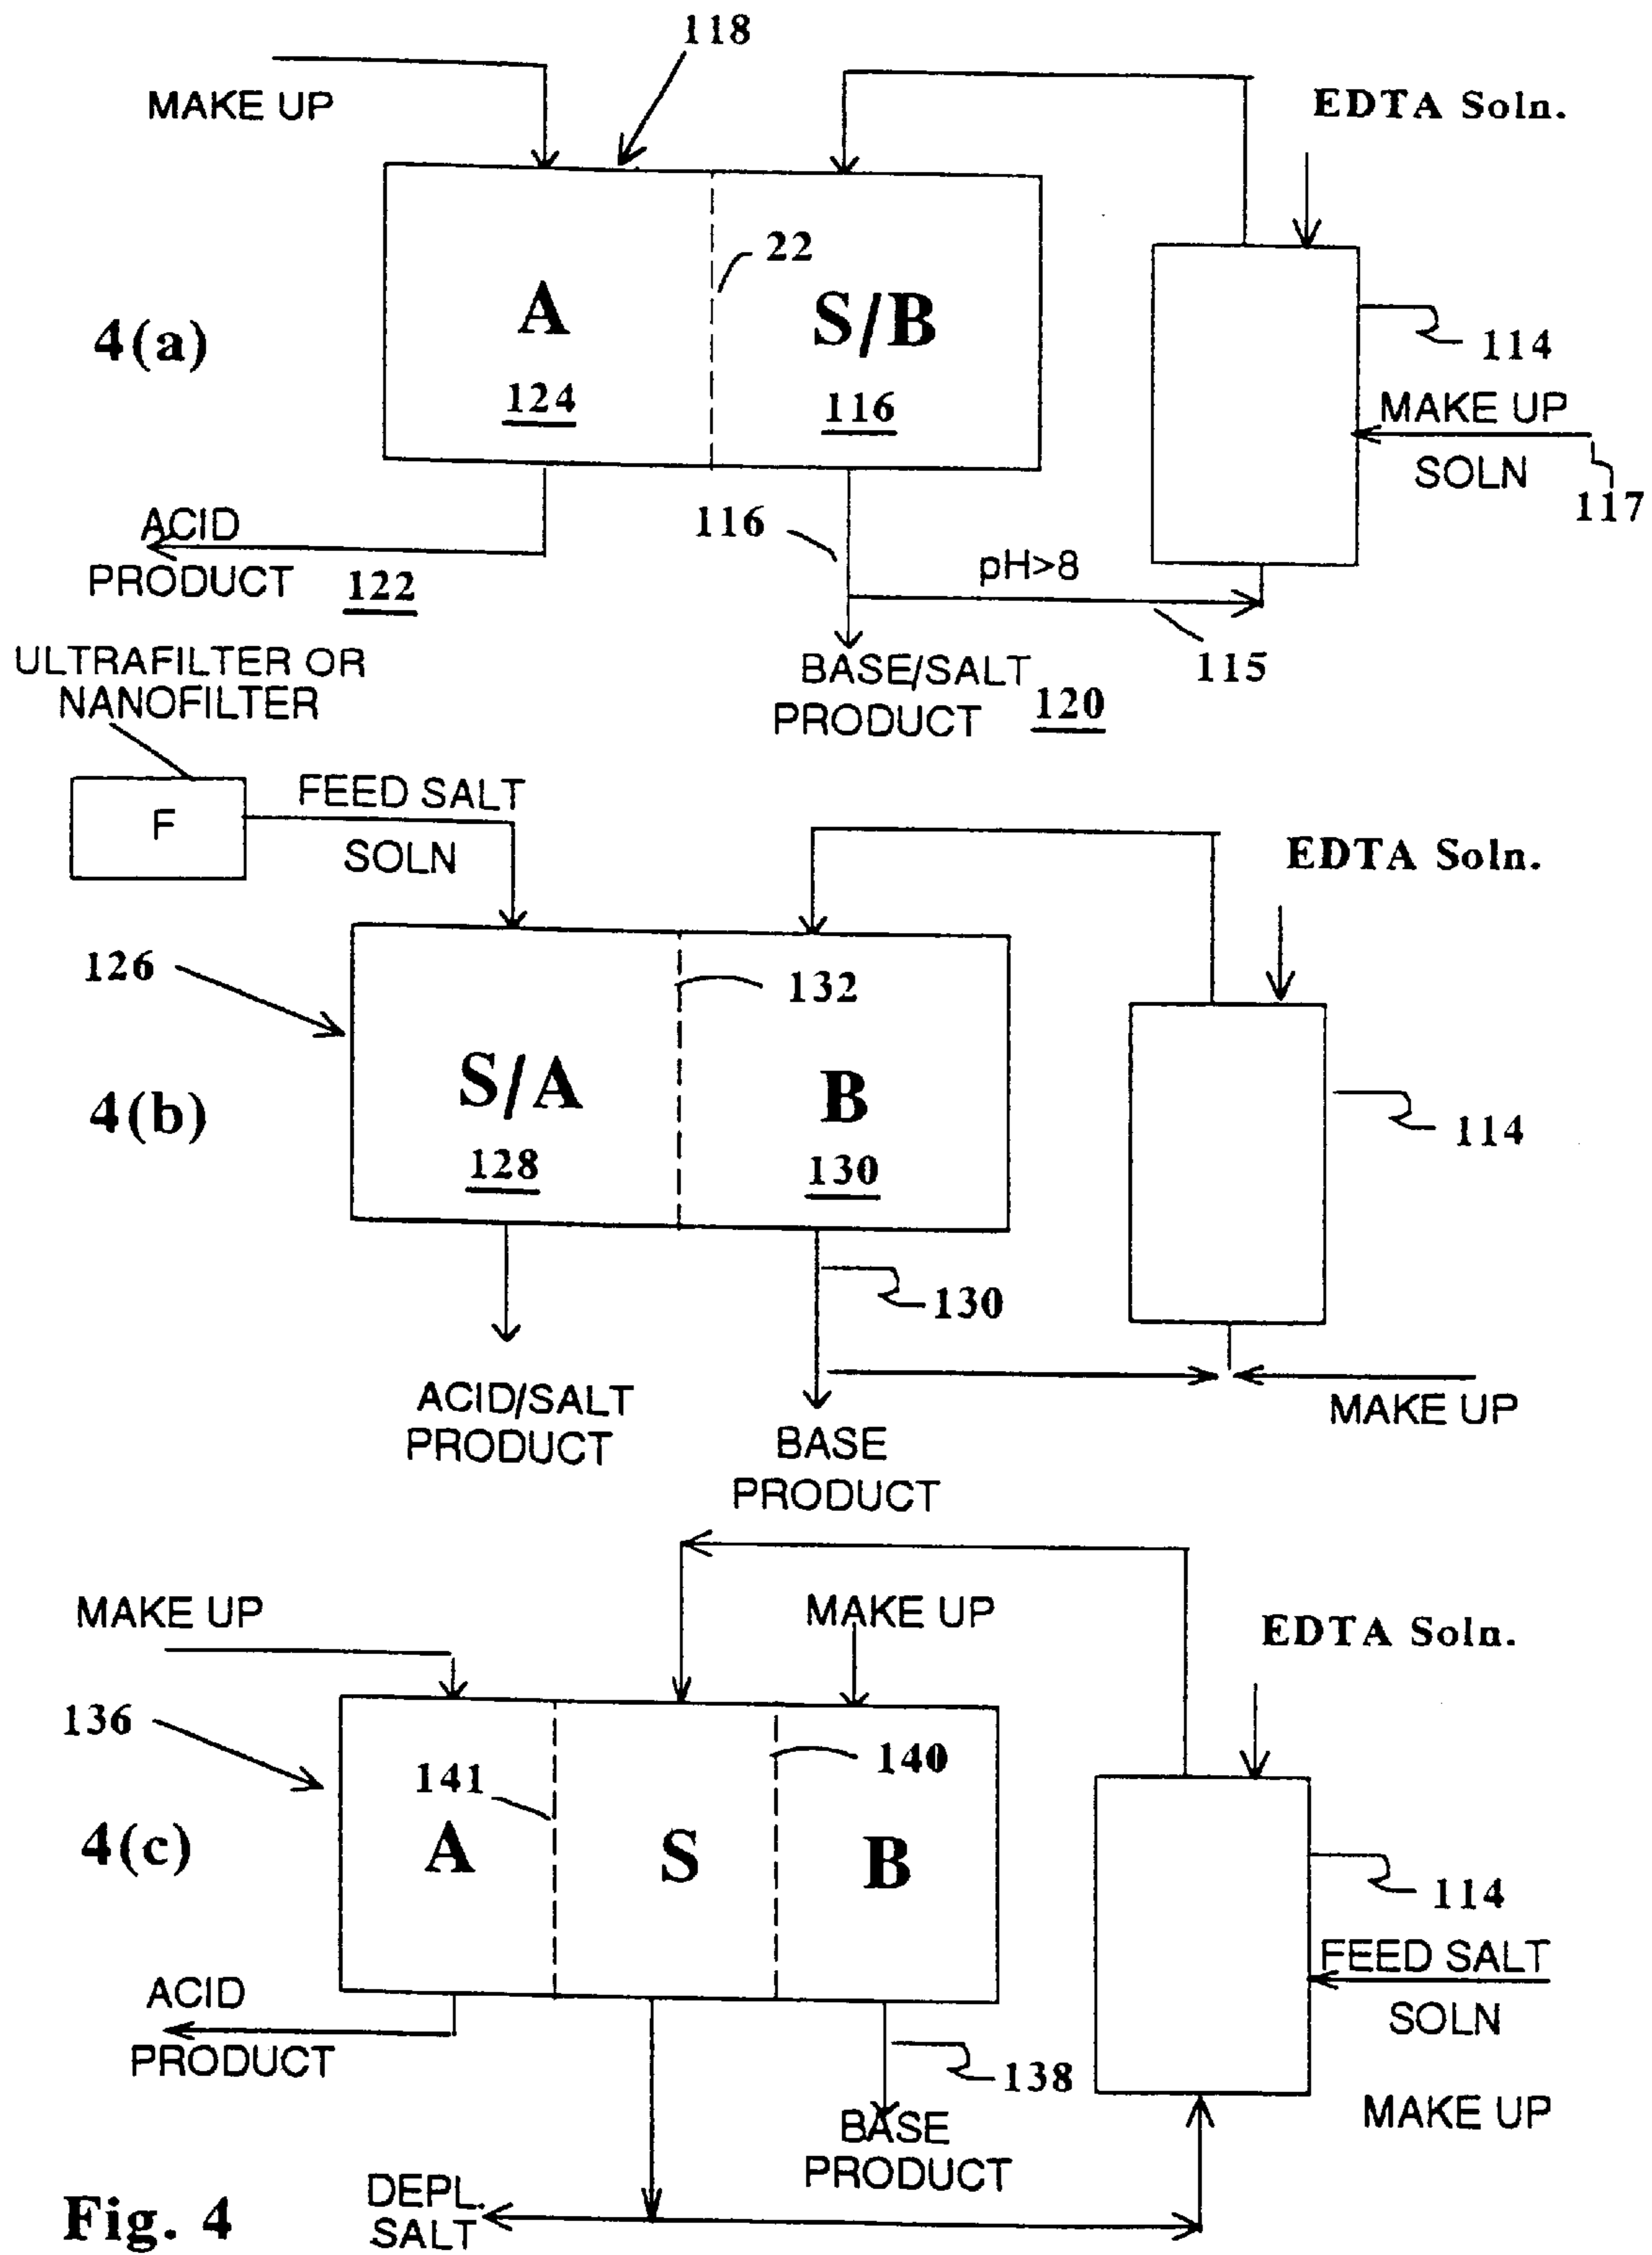 118
MAKE UP
EDTA Soln.
22
4(a)
A
S/B
124
116
114
MAKE UP
SOLN
117
ACID
PRODUCT 122
116
pH>8
115
BASE/SALT
PRODUCT 120
ULTRAFILTER OR
NANOFILTER
F
FEED SALT
SOLN
EDTA Soln.
126
132
4(b)
S/A
B
128
130
114
130
ACID/SALT
PRODUCT
BASE
PRODUCT
MAKE UP
MAKE UP
MAKE UP
EDTA Soln.
136
141
140
4(c)
A
S
B
114
FEED SALT
SOLN
MAKE UP
ACID
PRODUCT
138
BASE
PRODUCT
DEPL.
SALT
Fig. 4